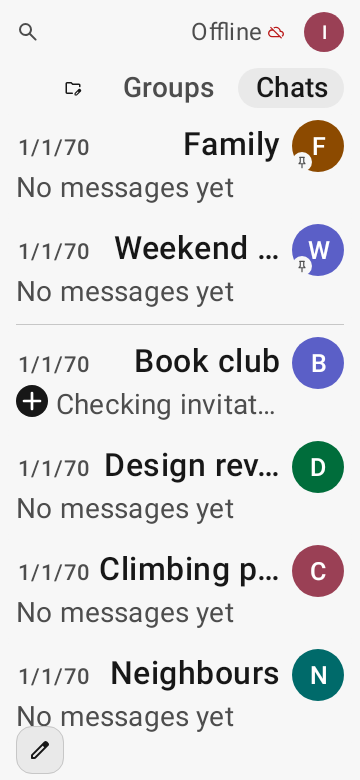 Offline I
Groups Chats
1/1/70 Family F
No messages yet
1/1/70 Weekend ... W
No messages yet
1/1/70 Book club B
Checking invitat...
1/1/70 Design rev... D
No messages yet
1/1/70 Climbing p... C
No messages yet
1/1/70 Neighbours N
No messages yet